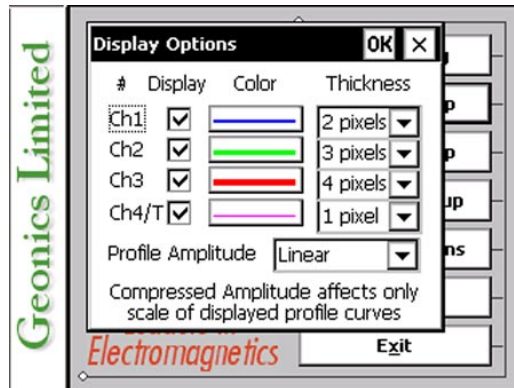 Geonics Limited
Display Options OK ×
# Display Color Thickness
Ch1 2 pixels
Ch2 3 pixels
Ch3 4 pixels
Ch4/T 1 pixel
Profile Amplitude Linear
Compressed Amplitude affects only
scale of displayed profile curves
Electromagnetics
Exit